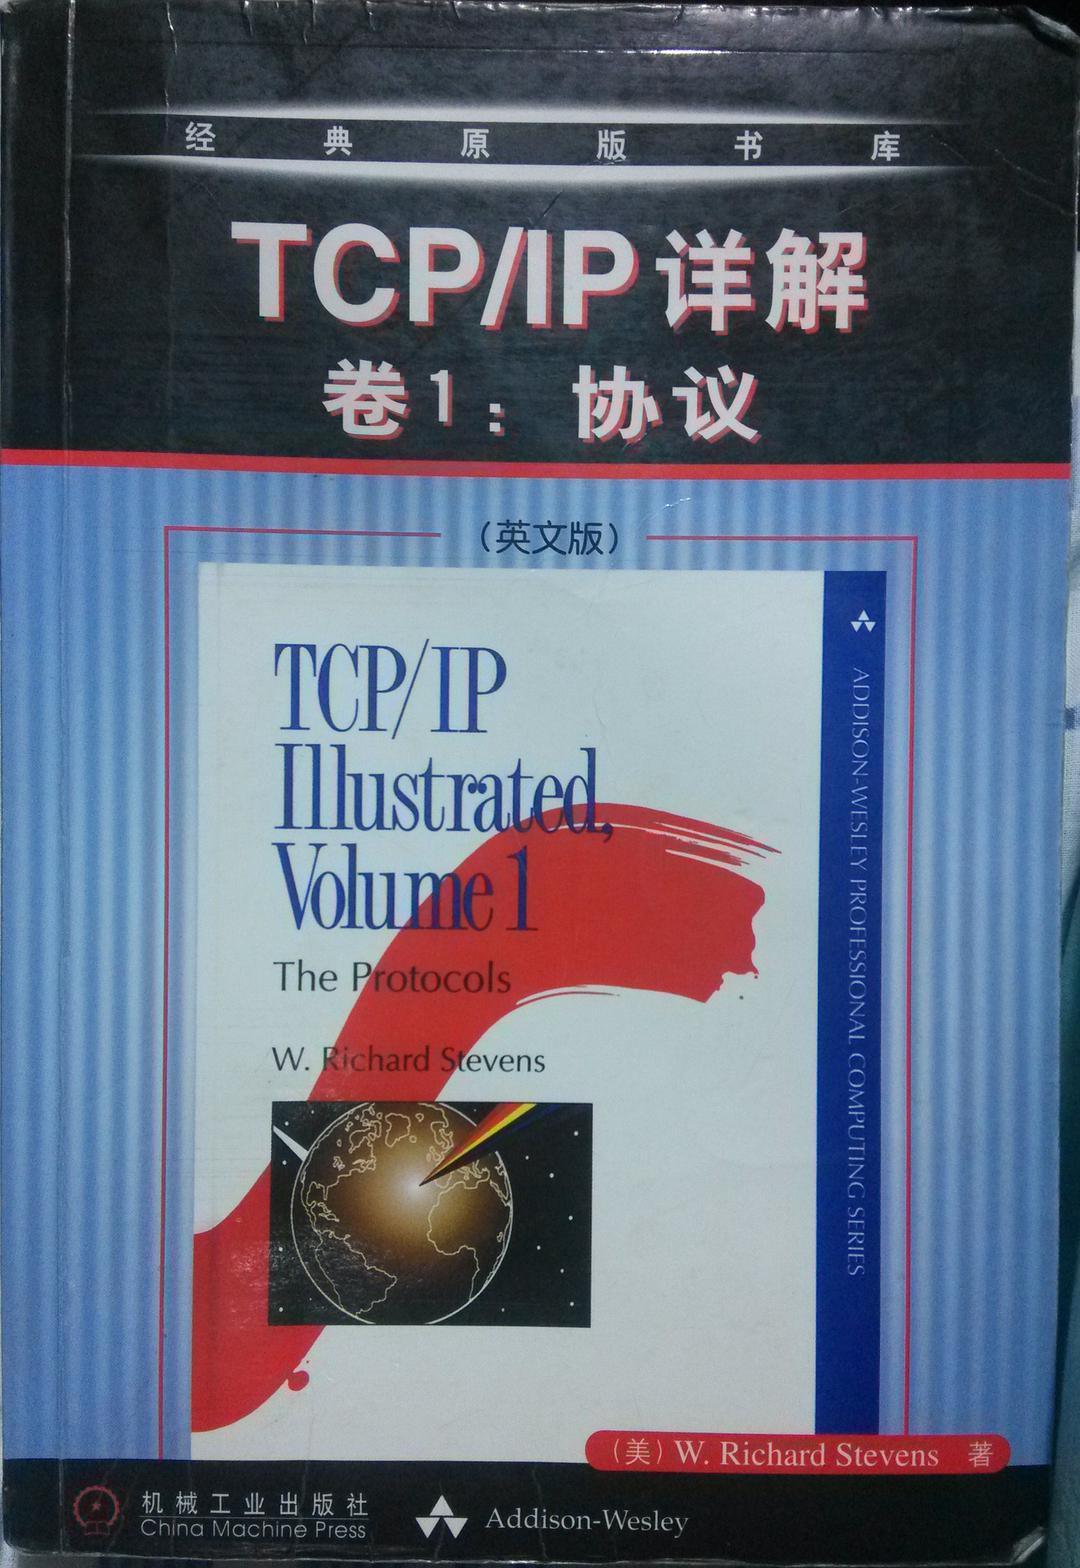 经典原版书库
TCP/IP 详解
卷1：协议
（英文版）
TCP/IP
Illustrated,
Volume 1
The Protocols
W. Richard Stevens
ADDISON-WESLEY PROFESSIONAL COMPUTING SERIES
（美）W. Richard Stevens 著
机械工业出版社
China Machine Press
Addison-Wesley